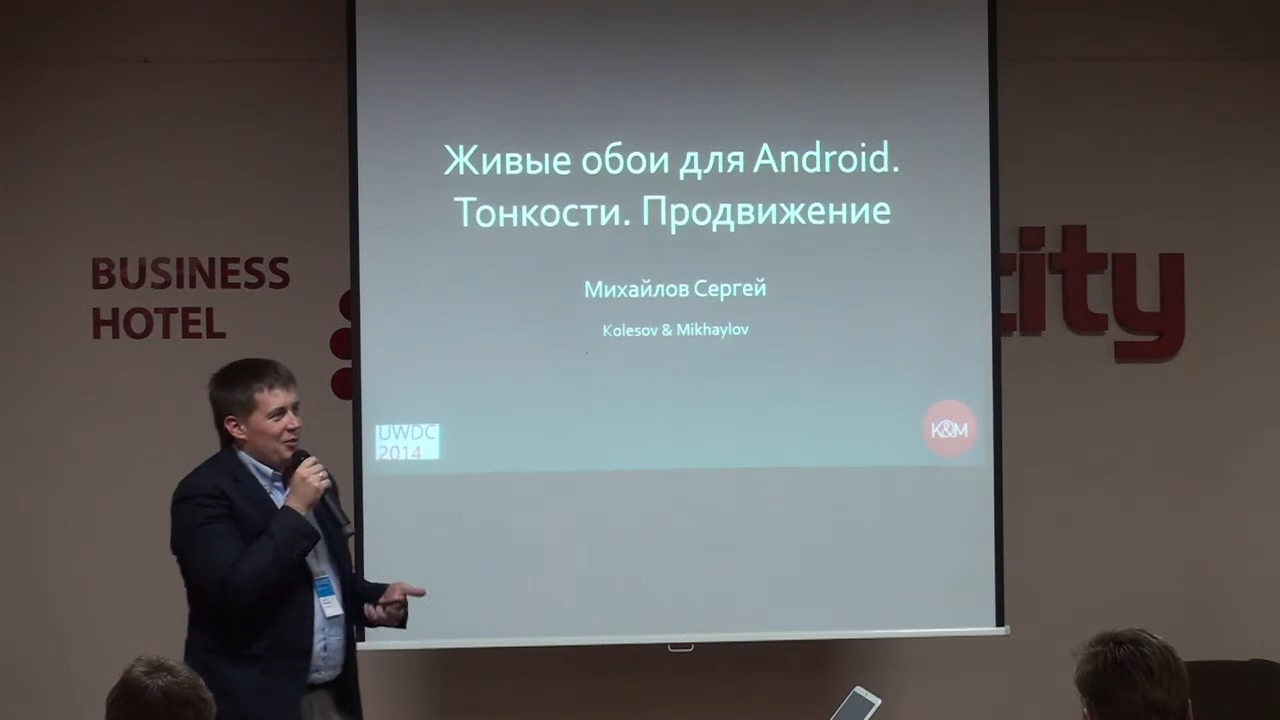 Живые обои для Android.
Тонкости. Продвижение
Михайлов Сергей
Kolesov & Mikhaylov
BUSINESS
HOTEL
city
UWDC
2014
K&M